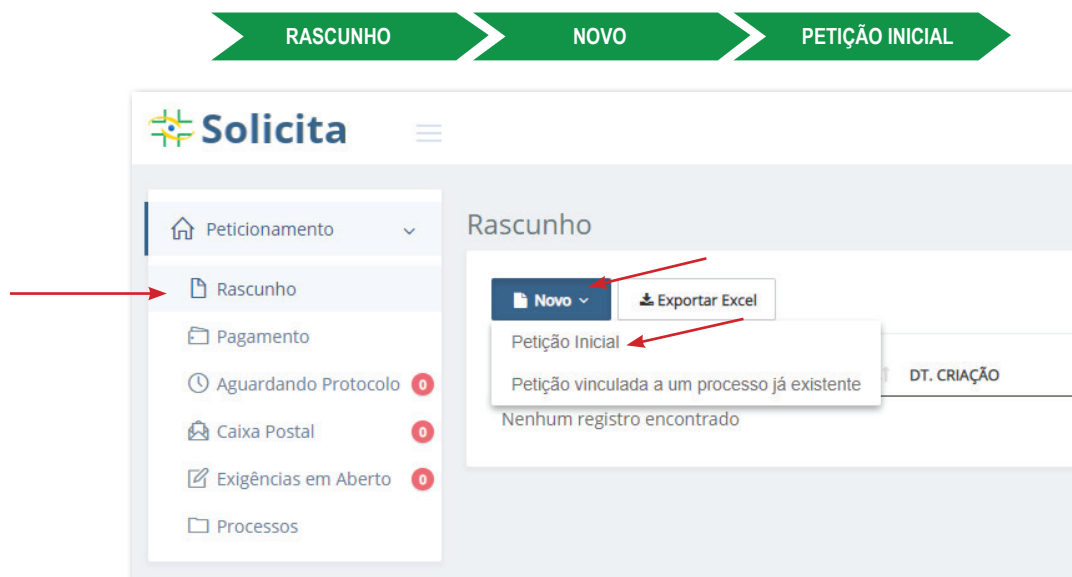 RASCUNHO
NOVO
PETIÇÃO INICIAL
Solicita
Peticionamento
Rascunho
Pagamento
Aguardando Protocolo 0
Caixa Postal 0
Exigências em Aberto 0
Processos
Rascunho
Novo
Exportar Excel
Petição Inicial
Petição vinculada a um processo já existente
DT. CRIAÇÃO
Nenhum registro encontrado